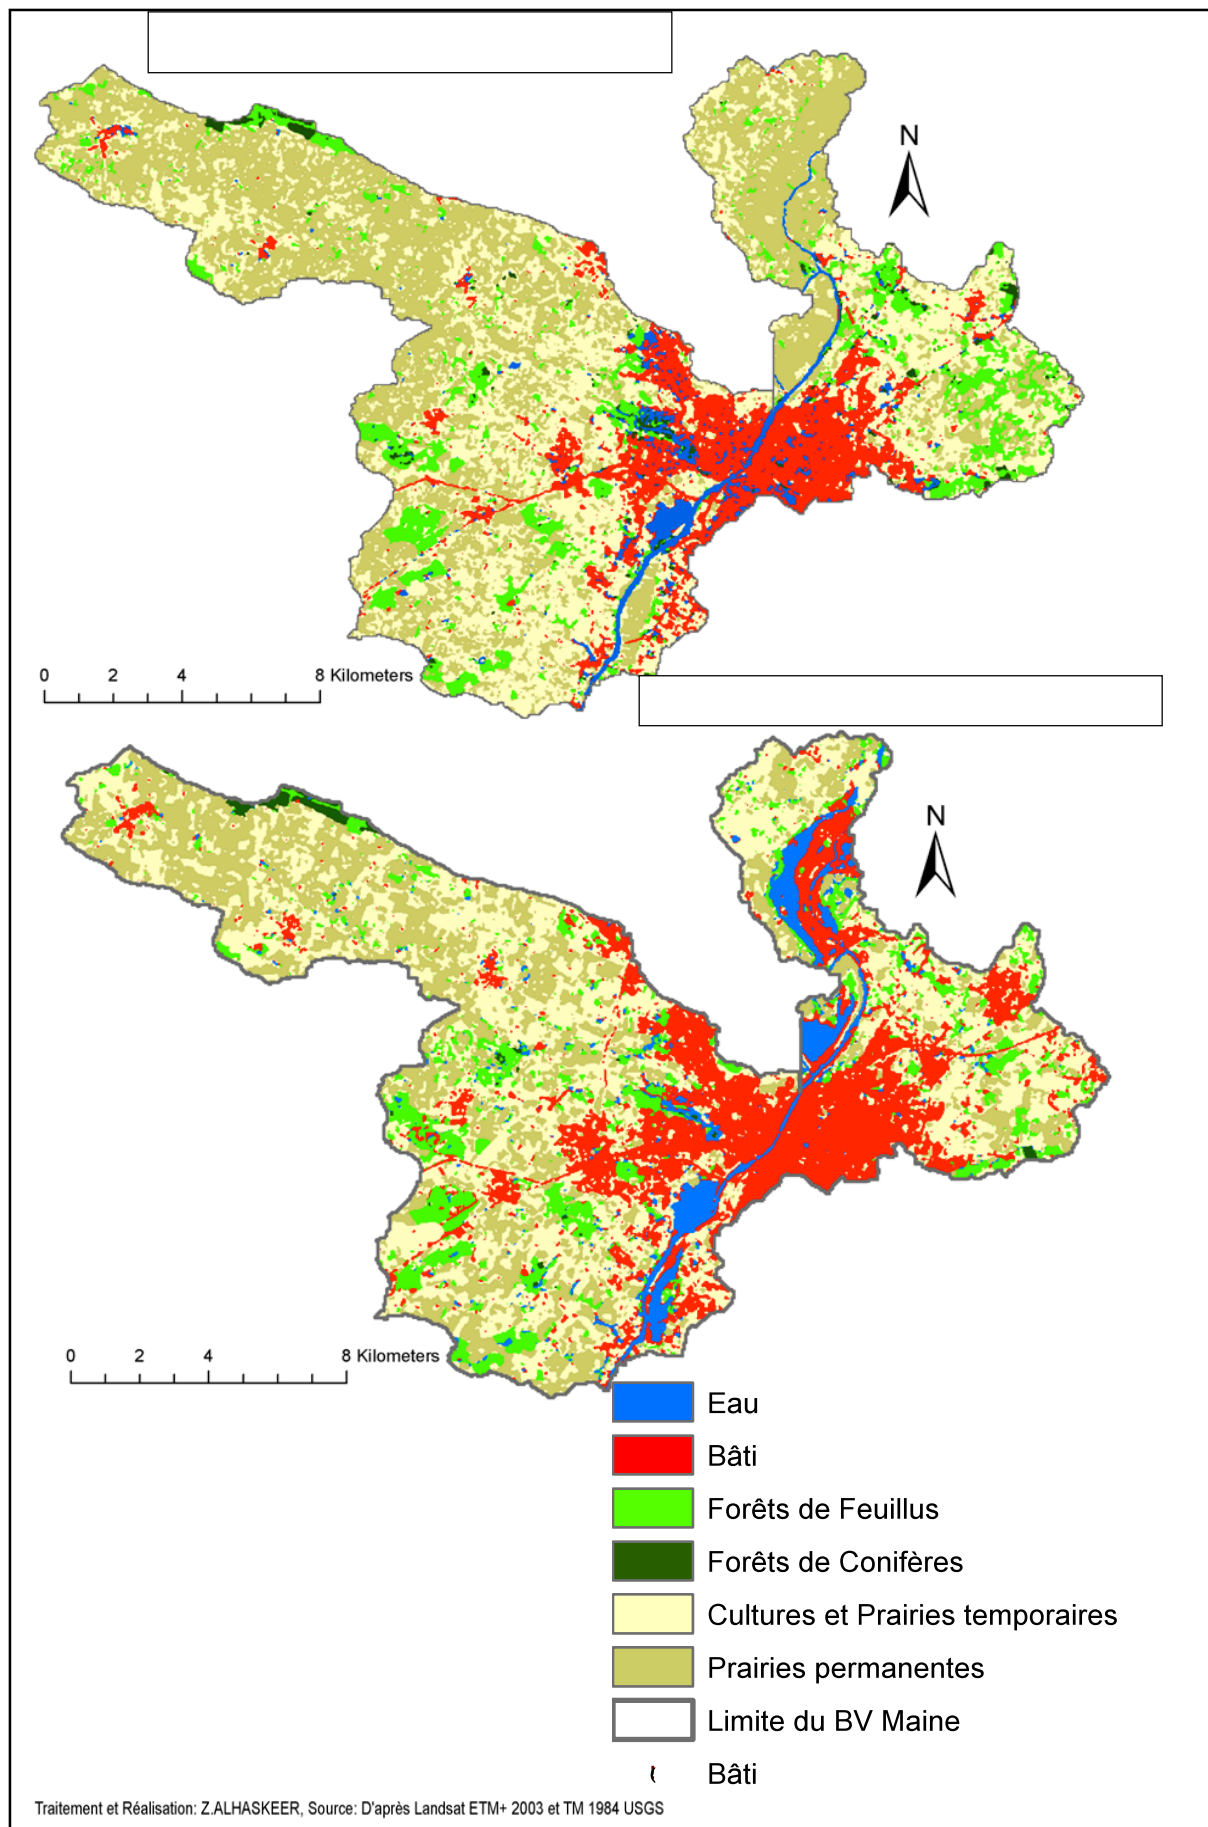 N
0 2 4 8 Kilometers
N
0 2 4 8 Kilometers
Eau
Bâti
Forêts de Feuillus
Forêts de Conifères
Cultures et Prairies temporaires
Prairies permanentes
Limite du BV Maine
Bâti
Traitement et Réalisation: Z.ALHASKEER, Source: D'après Landsat ETM+ 2003 et TM 1984 USGS